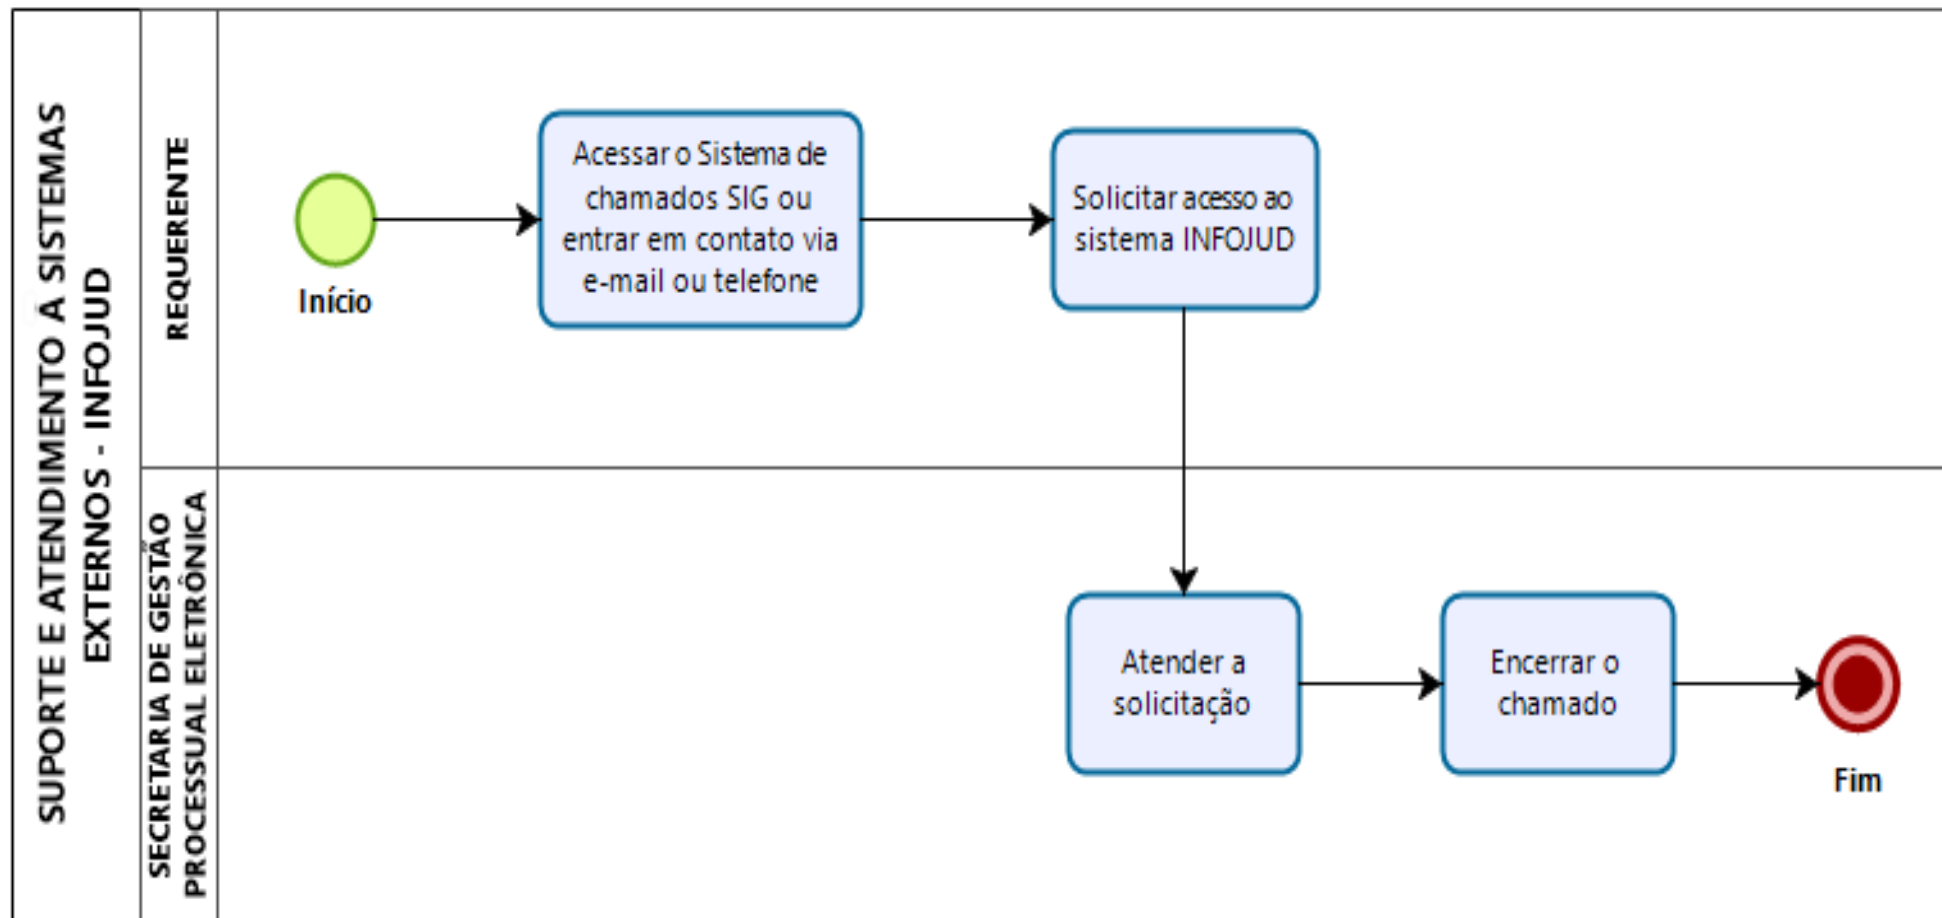 SUPORTE E ATENDIMENTO À SISTEMAS
EXTERNOS - INFOJUD
REQUERENTE
Início
Acessar o Sistema de
chamados SIG ou
entrar em contato via
e-mail ou telefone
Solicitar acesso ao
sistema INFOJUD
SECRETARIA DE GESTÃO
PROCESSUAL ELETRÔNICA
Atender a
solicitação
Encerrar o
chamado
Fim